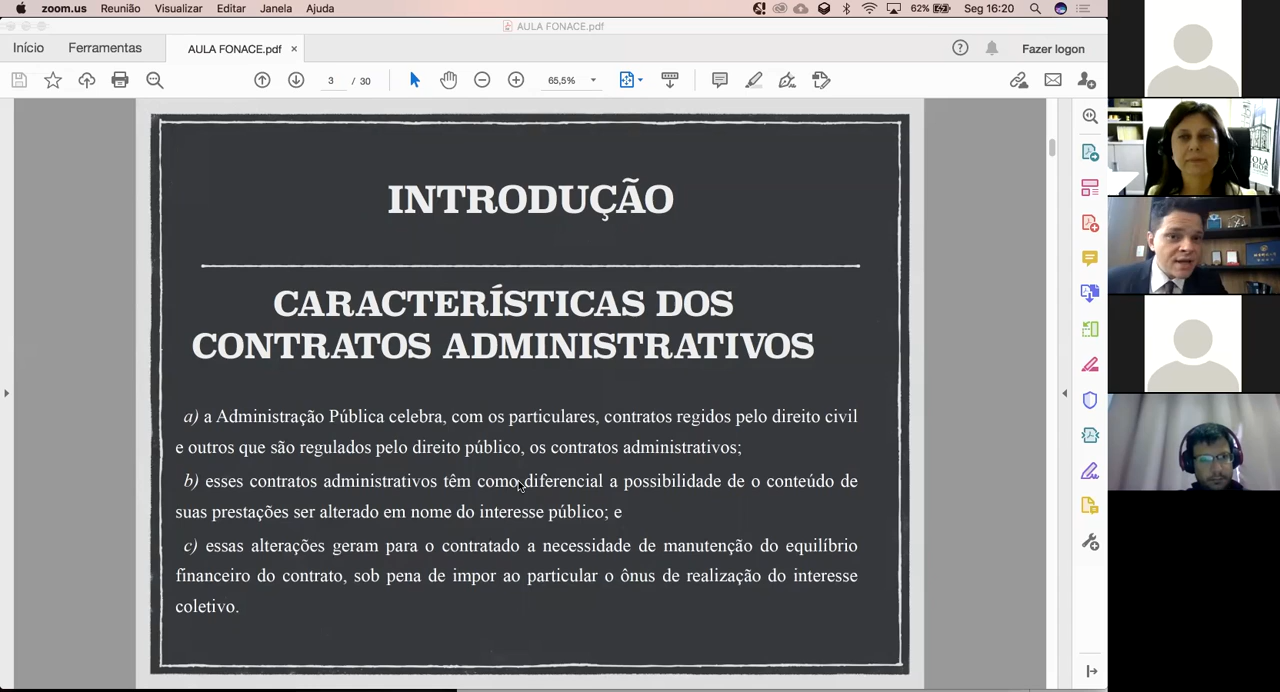 zoom.us Reunião Visualizar Editar Janela Ajuda 62% Seg 16:20
AULA FONACE.pdf
Início Ferramentas AULA FONACE.pdf × Fazer logon
3 / 30 65,5%
INTRODUÇÃO
CARACTERÍSTICAS DOS
CONTRATOS ADMINISTRATIVOS
a) a Administração Pública celebra, com os particulares, contratos regidos pelo direito civil
e outros que são regulados pelo direito público, os contratos administrativos;
b) esses contratos administrativos têm como diferencial a possibilidade de o conteúdo de
suas prestações ser alterado em nome do interesse público; e
c) essas alterações geram para o contratado a necessidade de manutenção do equilíbrio
financeiro do contrato, sob pena de impor ao particular o ônus de realização do interesse
coletivo.